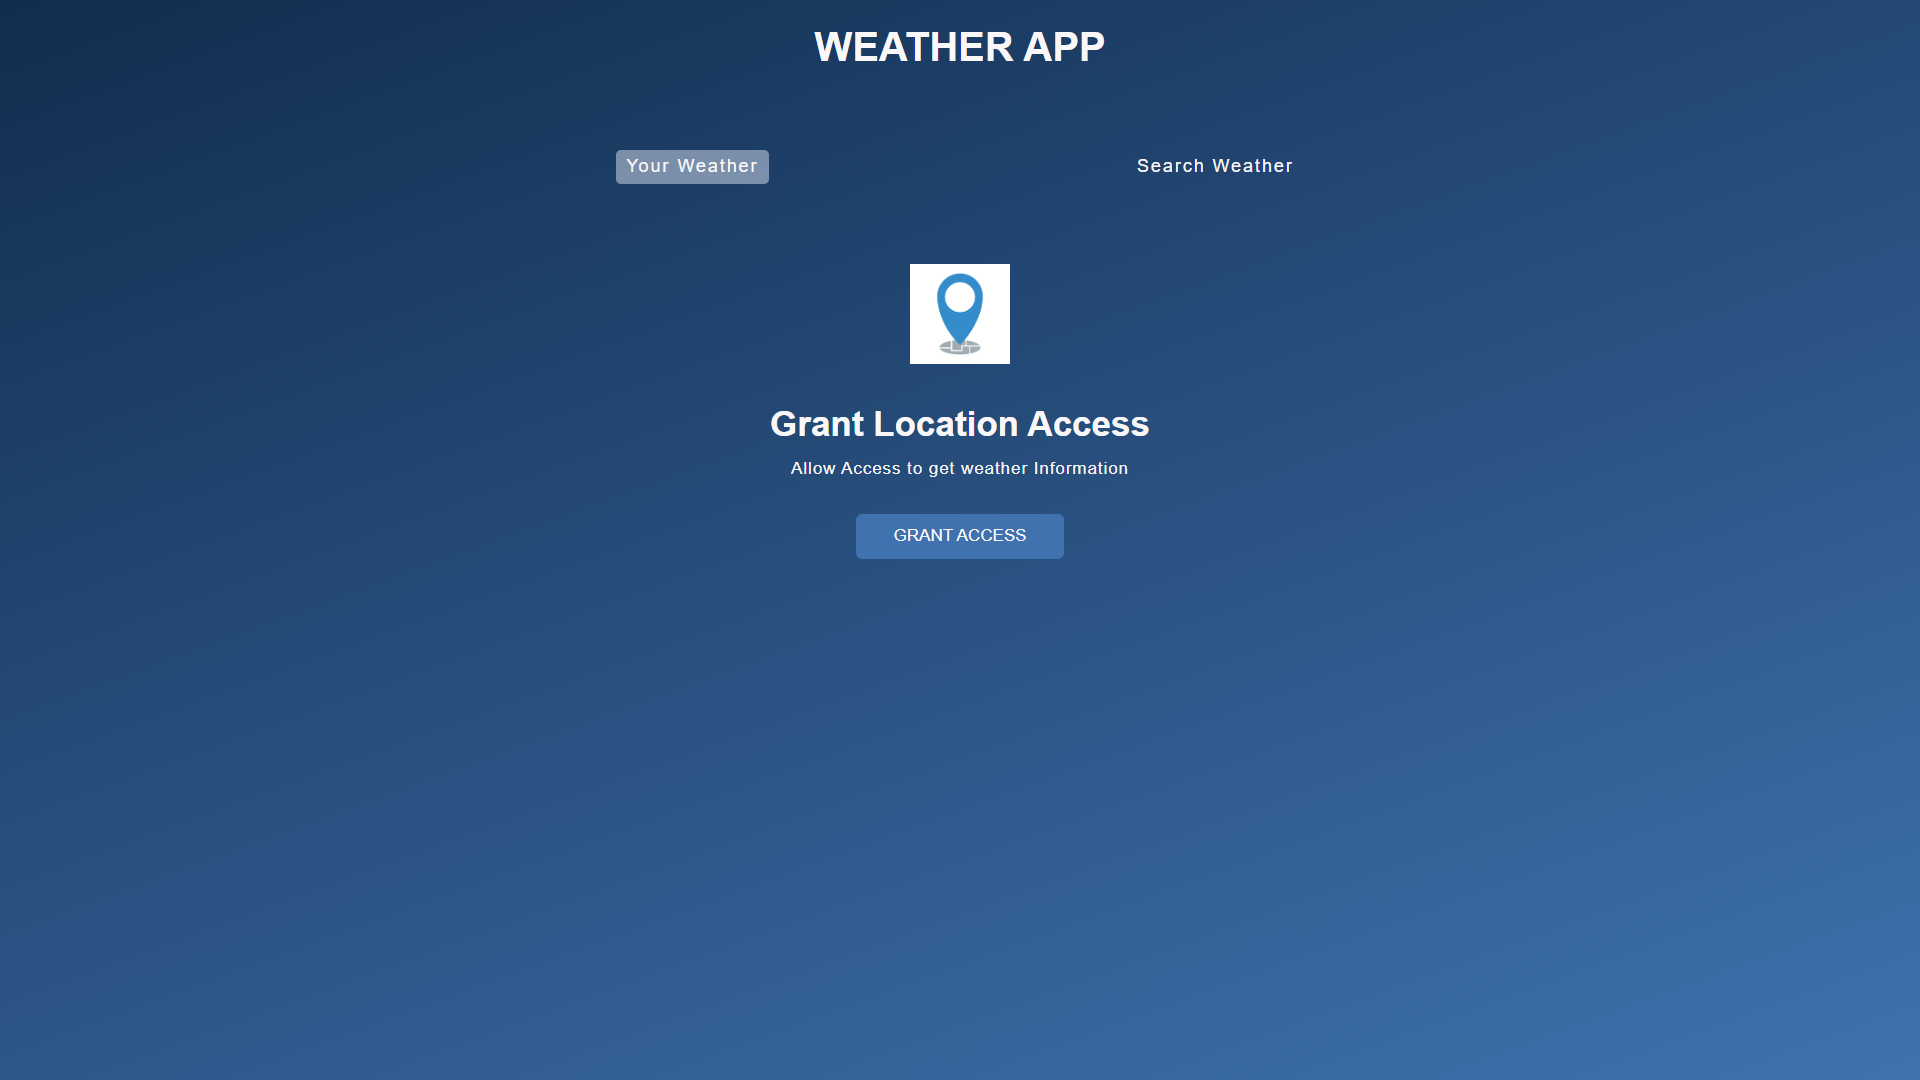 WEATHER APP
Your Weather
Search Weather
Grant Location Access
Allow Access to get weather Information
GRANT ACCESS